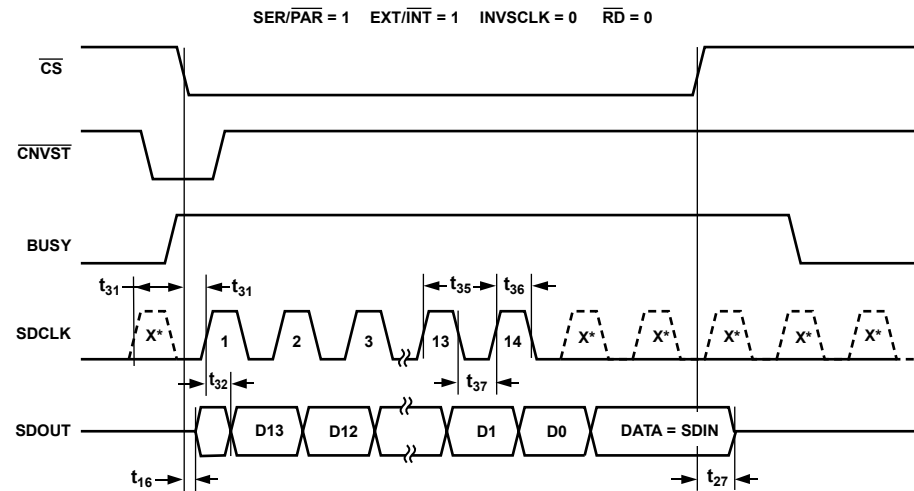 SER/PAR = 1 EXT/INT = 1 INVSCLK = 0 RD = 0
CS
CNVST
BUSY
t31 t31 t35 t36
SDCLK X* 1 2 3 13 14 X* X* X* X* X*
t32 t37
SDOUT D13 D12 D1 D0 DATA = SDIN
t16 t27